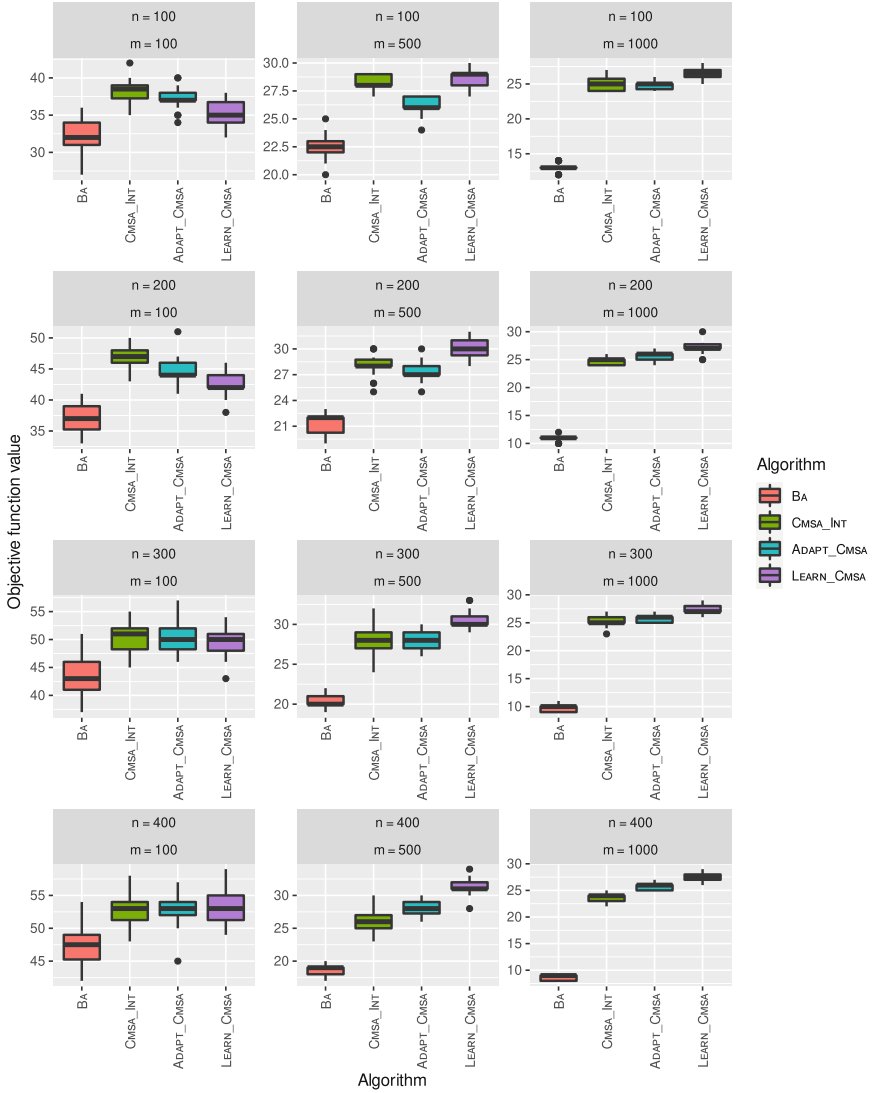 n = 100
m = 100
n = 100
m = 500
n = 100
m = 1000
40
35
30
30.0
27.5
25.0
22.5
20.0
25
20
15
BA
CMSA_INT
ADAPT_CMSA
LEARN_CMSA
BA
CMSA_INT
ADAPT_CMSA
LEARN_CMSA
BA
CMSA_INT
ADAPT_CMSA
LEARN_CMSA
n = 200
m = 100
n = 200
m = 500
n = 200
m = 1000
50
45
40
35
30
27
24
21
30
25
20
15
10
BA
CMSA_INT
ADAPT_CMSA
LEARN_CMSA
BA
CMSA_INT
ADAPT_CMSA
LEARN_CMSA
BA
CMSA_INT
ADAPT_CMSA
LEARN_CMSA
n = 300
m = 100
n = 300
m = 500
n = 300
m = 1000
55
50
45
40
30
25
20
30
25
20
15
10
BA
CMSA_INT
ADAPT_CMSA
LEARN_CMSA
BA
CMSA_INT
ADAPT_CMSA
LEARN_CMSA
BA
CMSA_INT
ADAPT_CMSA
LEARN_CMSA
n = 400
m = 100
n = 400
m = 500
n = 400
m = 1000
55
50
45
30
25
20
30
25
20
15
10
BA
CMSA_INT
ADAPT_CMSA
LEARN_CMSA
BA
CMSA_INT
ADAPT_CMSA
LEARN_CMSA
BA
CMSA_INT
ADAPT_CMSA
LEARN_CMSA
Objective function value
Algorithm
Algorithm
BA
CMSA_INT
ADAPT_CMSA
LEARN_CMSA